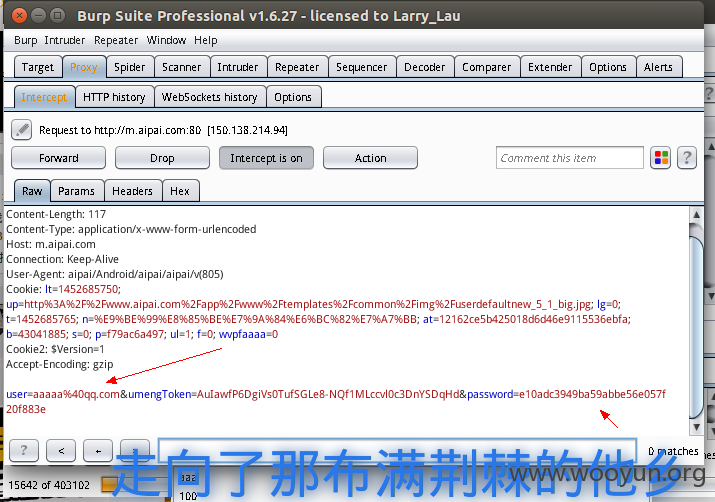 Burp Suite Professional v1.6.27 - licensed to Larry_Lau
Burp Intruder Repeater Window Help
Target Proxy Spider Scanner Intruder Repeater Sequencer Decoder Comparer Extender Options Alerts
Intercept HTTP history WebSockets history Options
Request to http://m.aipai.com:80 [150.138.214.94]
Forward Drop Intercept is on Action Comment this item ?
Raw Params Headers Hex
Content-Length: 117
Content-Type: application/x-www-form-urlencoded
Host: m.aipai.com
Connection: Keep-Alive
User-Agent: aipai/Android/aipai/aipai/v(805)
Cookie: lt=1452685750;
up=http%3A%2F%2Fwww.aipai.com%2Fapp%2Fwww%2Ftemplates%2Fcommon%2Fimg%2Fuserdefaultnew_5_1_big.jpg; lg=0;
t=1452685765; n=%E9%BE%99%E8%85%BE%E7%9A%84%E6%BC%82%E7%A7%BB; at=12162ce5b425018d6d46e9115536ebfa;
b=43041885; s=0; p=f79ac6a497; ul=1; f=0; wvpfaaaa=0
Cookie2: $Version=1
Accept-Encoding: gzip
user=aaaaa%40qq.com&umengToken=AuIawfP6DgiVs0TufSGLe8-NQf1MLccvl0c3DnYSDqHd&password=e10adc3949ba59abbe56e057f
20f883e
? < + 0 matches
走向了那布满荆棘的他乡
www.wooyun.org
15642 of 403102
100